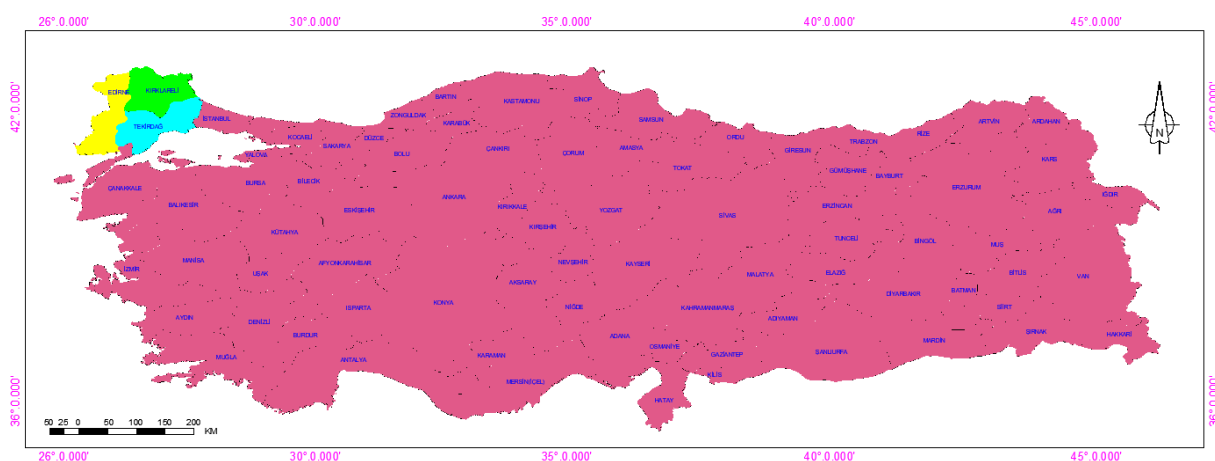 26°.0.000' 30°.0.000' 35°.0.000' 40°.0.000' 45°.0.000'
42°.0.000' 42°.0.000'
EDİRNE KIRKLARELİ
TEKİRDAĞ İSTANBUL
BARTIN KASTAMONU SİNOP
ZONGULDAK KARABÜK SAMSUN
KOCAELİ SAKARYA DÜZCE BOLU ÇANKIRI ÇORUM AMASYA TOKAT ORDU GİRESUN TRABZON RİZE ARTVİN ARDAHAN
N
YALOVA GÜMÜŞHANE BAYBURT KARS
ÇANAKKALE BURSA BİLECİK ANKARA ERZURUM IĞDIR
BALIKESİR ESKİŞEHİR KIRIKKALE YOZGAT SİVAS ERZİNCAN AĞRI
KÜTAHYA KIRŞEHİR TUNCELİ BİNGÖL MUS
İZMİR MANİSA USAK AFYONKARAHİSAR NEVŞEHİR KAYSERİ MALATYA ELAZIĞ BİTLİS VAN
AKSARAY DİYARBAKIR BATMAN
AYDIN DENİZLİ ISPARTA KONYA NİĞDE KAHRAMANMARAŞ ADIYAMAN SİİRT
BURDUR ADANA MARDİN SIRNAK HAKKARİ
MUĞLA ANTALYA KARAMAN OSMANİYE GAZİANTEP SANLIURFA
MERSİN(İÇEL) KİLİS
HATAY
36°.0.000' 36°.0.000'
50 25 0 50 100 150 200
KM
26°.0.000' 30°.0.000' 35°.0.000' 40°.0.000' 45°.0.000'